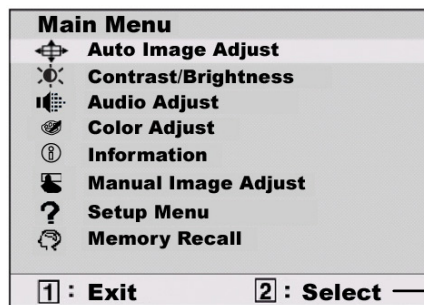 Main Menu
Auto Image Adjust
Contrast/Brightness
Audio Adjust
Color Adjust
Information
Manual Image Adjust
? Setup Menu
Memory Recall
1 : Exit 2 : Select